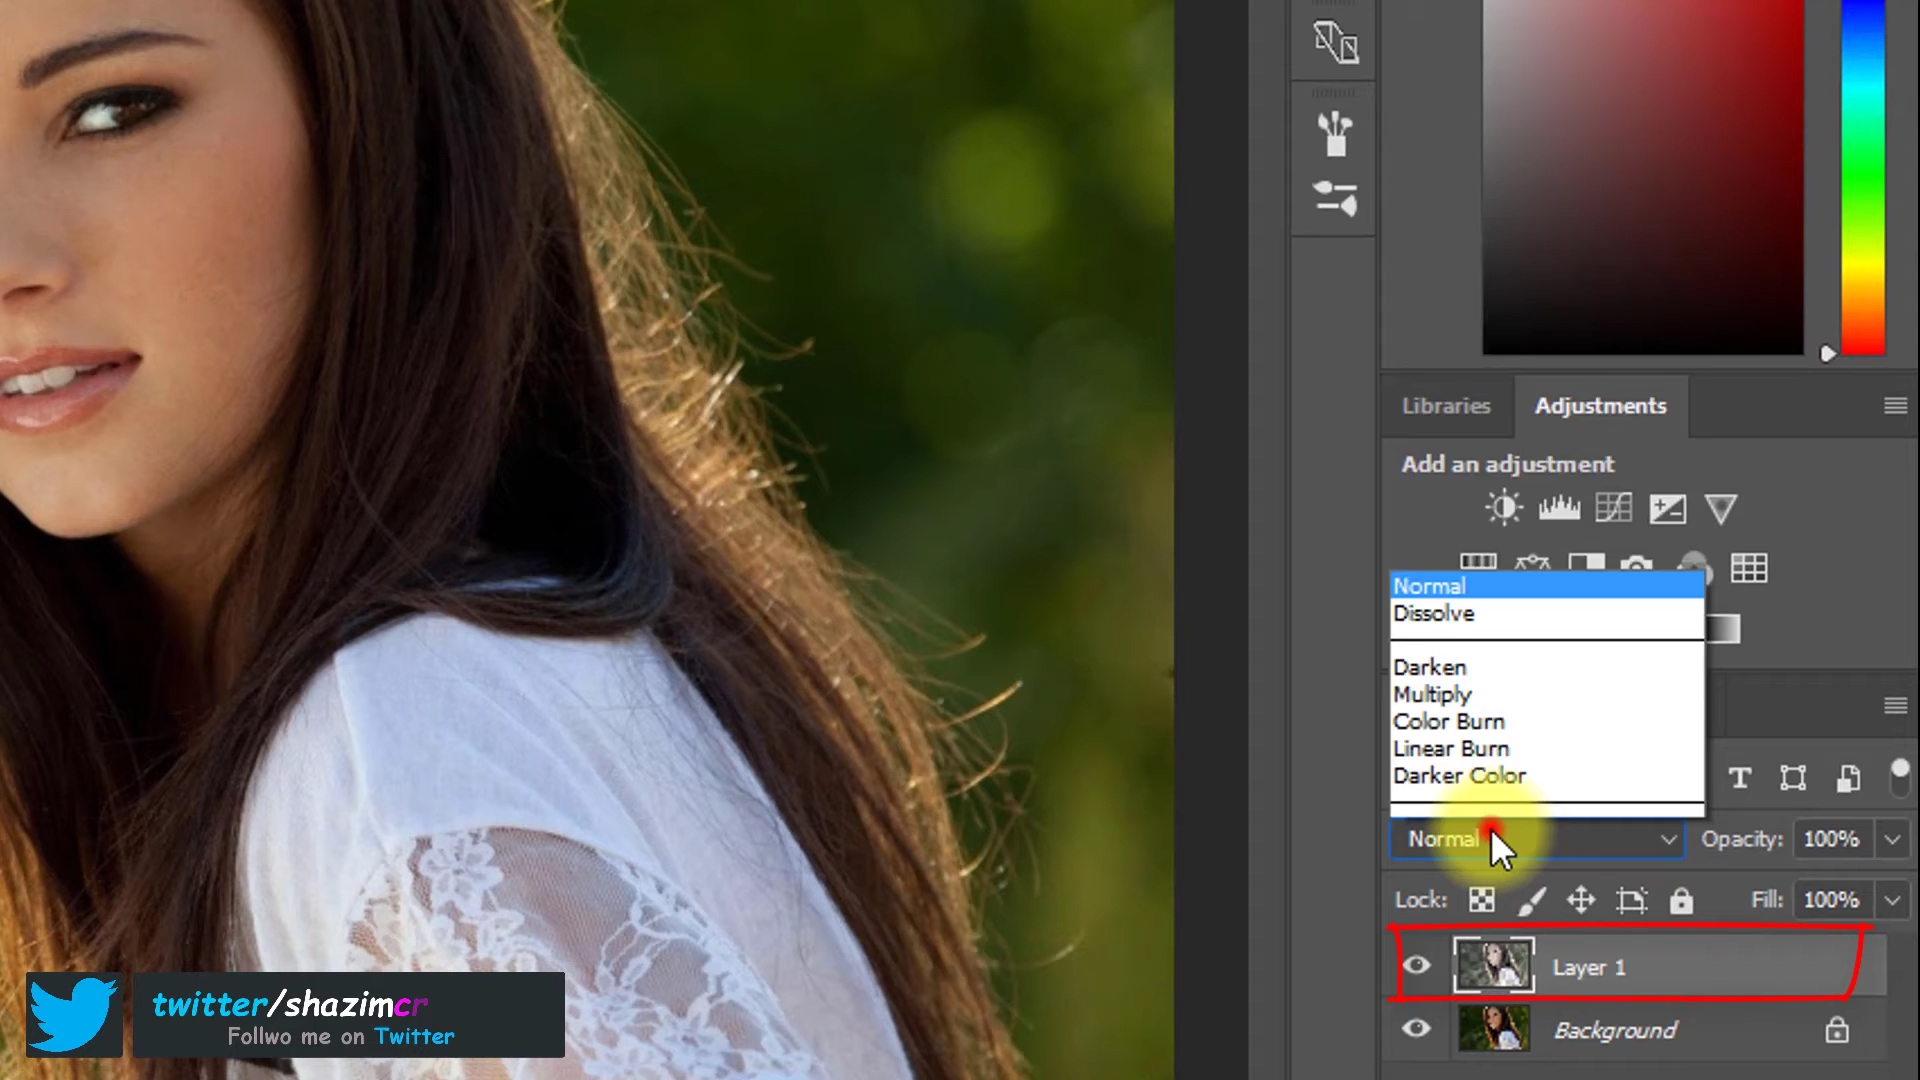 Libraries
Adjustments
Add an adjustment
Normal
Dissolve
Darken
Multiply
Color Burn
Linear Burn
Darker Color
Normal
Opacity: 100%
Lock:
Fill: 100%
Layer 1
Background
twitter/shazimcr
Follwo me on Twitter